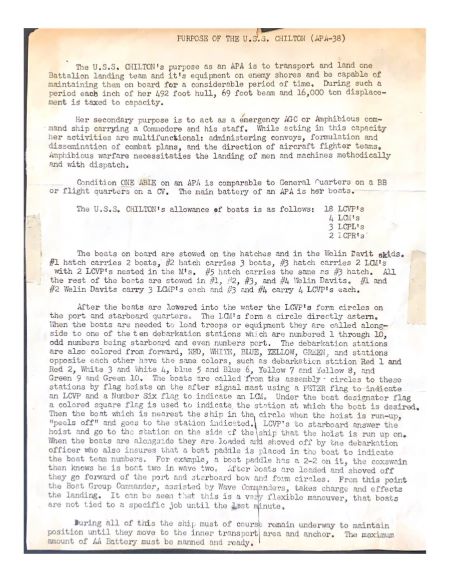 PURPOSE OF THE U.S.S. CHILTON (APA-38)
The U.S.S. CHILTON's purpose as an APA is to transport and land one
Battalion landing team and it's equipment on enemy shores and be capable of
maintaining them on board for a considerable period of time. During such a
period each inch of her 492 foot hull, 69 foot beam and 16,000 ton displace-
ment is taxed to capacity.
Her secondary purpose is to act as a emergency AGC or Amphibious com-
mand ship carrying a Commodore and his staff. While acting in this capacity
her activities are multifunctional: administering convoys, formulation and
dissemination of combat plans, and the direction of aircraft fighter teams.
Amphibious warfare necessitaties the landing of men and machines methodically
and with dispatch.
Condition ONE ABLE on an APA is comparable to General Quarters on a BB
or flight quarters on a CV. The main battery of an APA is her boats.
The U.S.S. CHILTON's allowance of boats is as follows: 18 LCVP's
4 LCM's
3 LCPL's
2 LCPR's
The boats on board are stowed on the hatches and in the Welin Davit skids.
#1 hatch carries 2 boats, #2 hatch carries 3 boats, #3 hatch carries 2 LCM's
with 2 LCVP's nested in the M's. #5 hatch carries the same as #3 hatch. All
the rest of the boats are stowed in #1, #2, #3, and #4 Welin Davits. #1 and
#2 Welin Davits carry 3 LCVP's each and #3 and #4 carry 4 LCVP's each.
After the boats are lowered into the water the LCVP's form circles on
the port and starboard quarters. The LCM's form a circle directly astern.
When the boats are needed to load troops or equipment they are called along-
side to one of the ten debarkation stations which are numbered 1 through 10,
odd numbers being starboard and even numbers port. The debarkation stations
are also colored from forward, RED, WHITE, BLUE, YELLOW, GREEN, and stations
opposite each other have the same colors, such as debarkation station Red 1 and
Red 2, White 3 and White 4, blue 5 and Blue 6, Yellow 7 and Yellow 8, and
Green 9 and Green 10. The boats are called from the assembly circles to these
stations by flag hoists on the after signal mast using a PETER flag to indicate
an LCVP and a Number Six flag to indicate an LCM. Under the boat designator flag
a colored square flag is used to indicate the station at which the boat is desired.
Then the boat which is nearest the ship in the circle when the hoist is run-up,
"peels off" and goes to the station indicated. LCVP's to starboard answer the
hoist and go to the station on the side of the ship that the hoist is run up on.
When the boats are alongside they are loaded and shoved off by the debarkation
officer who also insures that a boat paddle is placed in the boat to indicate
the boat team numbers. For example, a boat paddle has a 2-2 on it, the coxswain
then knows he is boat two in wave two. After boats are loaded and shoved off
they go forward of the port and starboard bow and form circles. From this point
the Boat Group Commander, assisted by Wave Commanders, takes charge and effects
the landing. It can be seen that this is a very flexible maneuver, that boats
are not tied to a specific job until the last minute.
During all of this the ship must of course remain underway to maintain
position until they move to the inner transport area and anchor. The maximum
amount of AA Battery must be manned and ready.